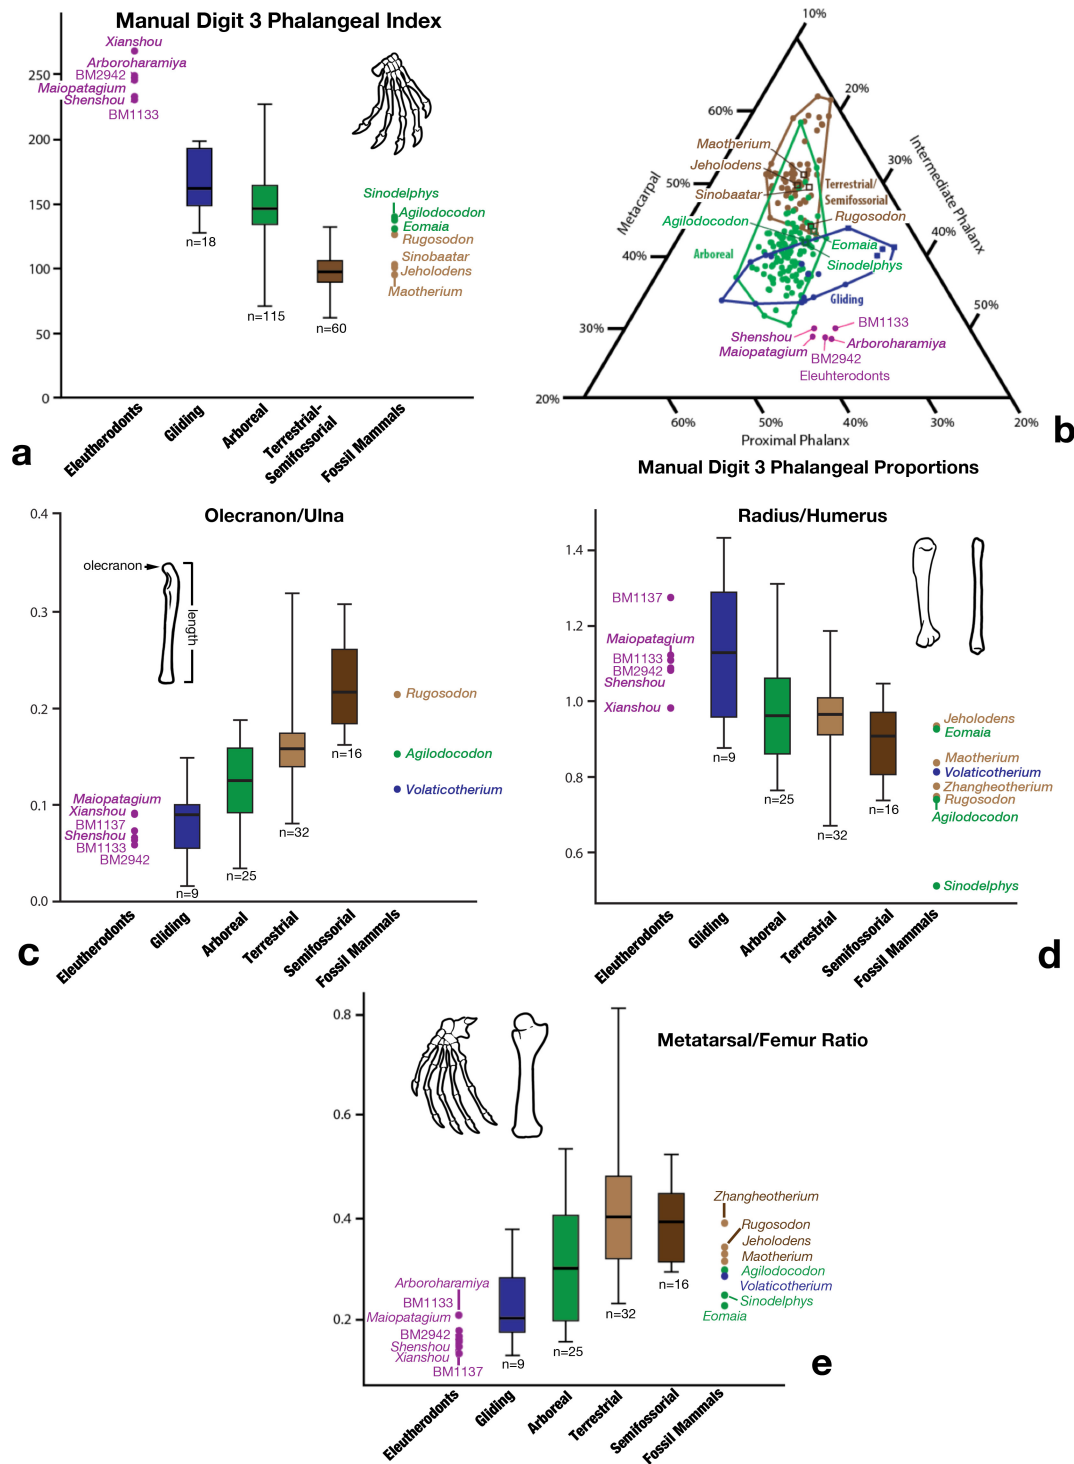 Manual Digit 3 Phalangeal Index
Xianshou
Arboroharamiya
BM2942
Maiopatagium
Shenshou
BM1133
250
200
150
100
50
0
n=18
n=115
n=60
Sinodelphys
Agilodocodon
Eomaia
Rugosodon
Sinobaatar
Jeholodens
Maotherium
Eleutherodonts
Gliding
Arboreal
Terrestrial-
Semifossorial
Fossil Mammals
a
10%
20%
30%
40%
50%
Intermediate Phalanx
60%
50%
40%
30%
20%
Metacarpal
Maotherium
Jeholodens
Sinobaatar
Agilodocodon
Terrestrial/
Semifossorial
Rugosodon
Arboreal
Eomaia
Sinodelphys
Gliding
BM1133
Shenshou
Arboroharamiya
Maiopatagium
BM2942
Eleuhterodonts
60%
50%
40%
30%
20%
Proximal Phalanx
b
Manual Digit 3 Phalangeal Proportions
Olecranon/Ulna
0.4
0.3
0.2
0.1
0.0
olecranon
length
Maiopatagium
Xianshou
BM1137
Shenshou
BM1133
BM2942
n=9
n=25
n=32
n=16
Rugosodon
Agilodocodon
Volaticotherium
Eleutherodonts
Gliding
Arboreal
Terrestrial
Semifossorial
Fossil Mammals
c
Radius/Humerus
1.4
1.2
1.0
0.8
0.6
BM1137
Maiopatagium
BM1133
BM2942
Shenshou
Xianshou
n=9
n=25
n=32
n=16
Jeholodens
Eomaia
Maotherium
Volaticotherium
Zhangheotherium
Rugosodon
Agilodocodon
Sinodelphys
Eleutherodonts
Gliding
Arboreal
Terrestrial
Semifossorial
Fossil Mammals
d
Metatarsal/Femur Ratio
0.8
0.6
0.4
0.2
Arboroharamiya
BM1133
Maiopatagium
BM2942
Shenshou
Xianshou
BM1137
n=9
n=25
n=32
n=16
Zhangheotherium
Rugosodon
Jeholodens
Maotherium
Agilodocodon
Volaticotherium
Sinodelphys
Eomaia
Eleutherodonts
Gliding
Arboreal
Terrestrial
Semifossorial
Fossil Mammals
e